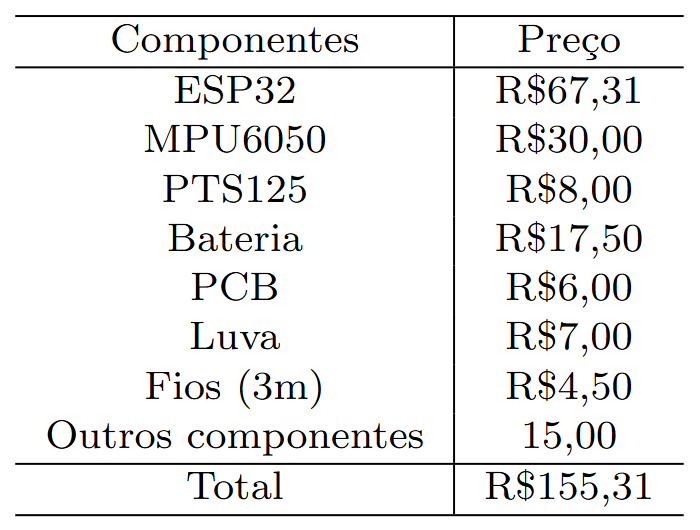 Componentes Preço
ESP32 R$67,31
MPU6050 R$30,00
PTS125 R$8,00
Bateria R$17,50
PCB R$6,00
Luva R$7,00
Fios (3m) R$4,50
Outros componentes 15,00
Total R$155,31